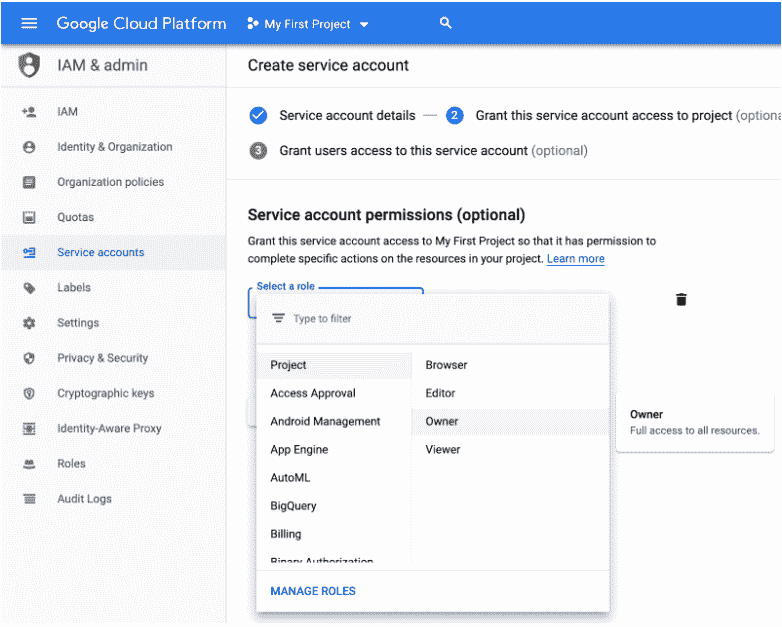 Google Cloud Platform
My First Project
IAM & admin
Create service account
IAM
Identity & Organization
Organization policies
Quotas
Service accounts
Labels
Settings
Privacy & Security
Cryptographic keys
Identity-Aware Proxy
Roles
Audit Logs
Service account details
2 Grant this service account access to project (optiona
3 Grant users access to this service account (optional)
Service account permissions (optional)
Grant this service account access to My First Project so that it has permission to
complete specific actions on the resources in your project. Learn more
Select a role
Type to filter
Project
Access Approval
Android Management
App Engine
AutoML
BigQuery
Billing
Binary Authorization
Browser
Editor
Owner
Viewer
Owner
Full access to all resources.
MANAGE ROLES